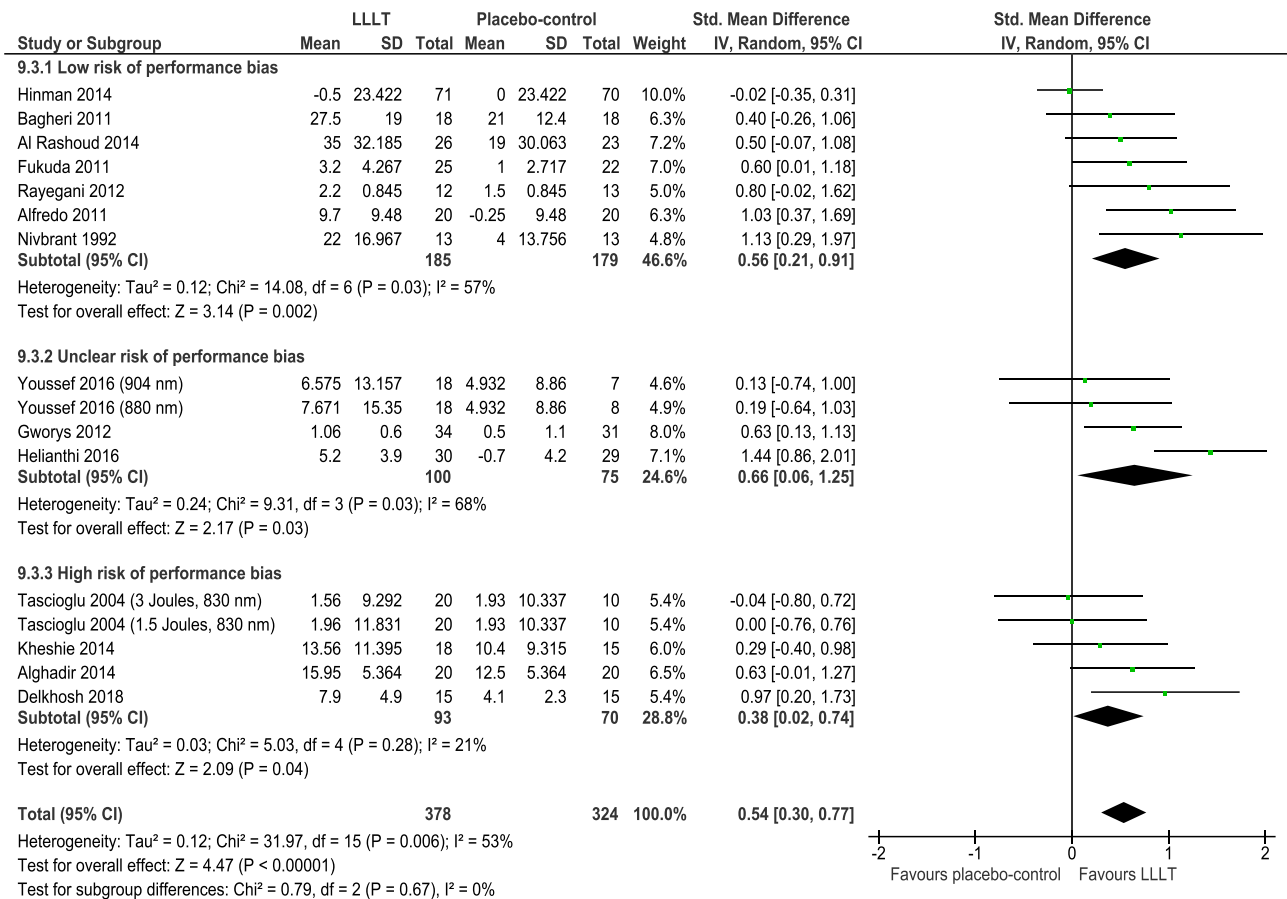 LLLT Placebo-control Std. Mean Difference Std. Mean Difference
Study or Subgroup Mean SD Total Mean SD Total Weight IV, Random, 95% CI IV, Random, 95% CI
9.3.1 Low risk of performance bias
Hinman 2014 -0.5 23.422 71 0 23.422 70 10.0% -0.02 [-0.35, 0.31]
Bagheri 2011 27.5 19 18 21 12.4 18 6.3% 0.40 [-0.26, 1.06]
Al Rashoud 2014 35 32.185 26 19 30.063 23 7.2% 0.50 [-0.07, 1.08]
Fukuda 2011 3.2 4.267 25 1 2.717 22 7.0% 0.60 [0.01, 1.18]
Rayegani 2012 2.2 0.845 12 1.5 0.845 13 5.0% 0.80 [-0.02, 1.62]
Alfredo 2011 9.7 9.48 20 -0.25 9.48 20 6.3% 1.03 [0.37, 1.69]
Nivbrant 1992 22 16.967 13 4 13.756 13 4.8% 1.13 [0.29, 1.97]
Subtotal (95% CI) 185 179 46.6% 0.56 [0.21, 0.91]
Heterogeneity: Tau² = 0.12; Chi² = 14.08, df = 6 (P = 0.03); I² = 57%
Test for overall effect: Z = 3.14 (P = 0.002)
9.3.2 Unclear risk of performance bias
Youssef 2016 (904 nm) 6.575 13.157 18 4.932 8.86 7 4.6% 0.13 [-0.74, 1.00]
Youssef 2016 (880 nm) 7.671 15.35 18 4.932 8.86 8 4.9% 0.19 [-0.64, 1.03]
Gworys 2012 1.06 0.6 34 0.5 1.1 31 8.0% 0.63 [0.13, 1.13]
Helianthi 2016 5.2 3.9 30 -0.7 4.2 29 7.1% 1.44 [0.86, 2.01]
Subtotal (95% CI) 100 75 24.6% 0.66 [0.06, 1.25]
Heterogeneity: Tau² = 0.24; Chi² = 9.31, df = 3 (P = 0.03); I² = 68%
Test for overall effect: Z = 2.17 (P = 0.03)
9.3.3 High risk of performance bias
Tascioglu 2004 (3 Joules, 830 nm) 1.56 9.292 20 1.93 10.337 10 5.4% -0.04 [-0.80, 0.72]
Tascioglu 2004 (1.5 Joules, 830 nm) 1.96 11.831 20 1.93 10.337 10 5.4% 0.00 [-0.76, 0.76]
Kheshie 2014 13.56 11.395 18 10.4 9.315 15 6.0% 0.29 [-0.40, 0.98]
Alghadir 2014 15.95 5.364 20 12.5 5.364 20 6.5% 0.63 [-0.01, 1.27]
Delkhosh 2018 7.9 4.9 15 4.1 2.3 15 5.4% 0.97 [0.20, 1.73]
Subtotal (95% CI) 93 70 28.8% 0.38 [0.02, 0.74]
Heterogeneity: Tau² = 0.03; Chi² = 5.03, df = 4 (P = 0.28); I² = 21%
Test for overall effect: Z = 2.09 (P = 0.04)
Total (95% CI) 378 324 100.0% 0.54 [0.30, 0.77]
Heterogeneity: Tau² = 0.12; Chi² = 31.97, df = 15 (P = 0.006); I² = 53%
Test for overall effect: Z = 4.47 (P < 0.00001)
Test for subgroup differences: Chi² = 0.79, df = 2 (P = 0.67), I² = 0%
-2 -1 0 1 2
Favours placebo-control Favours LLLT